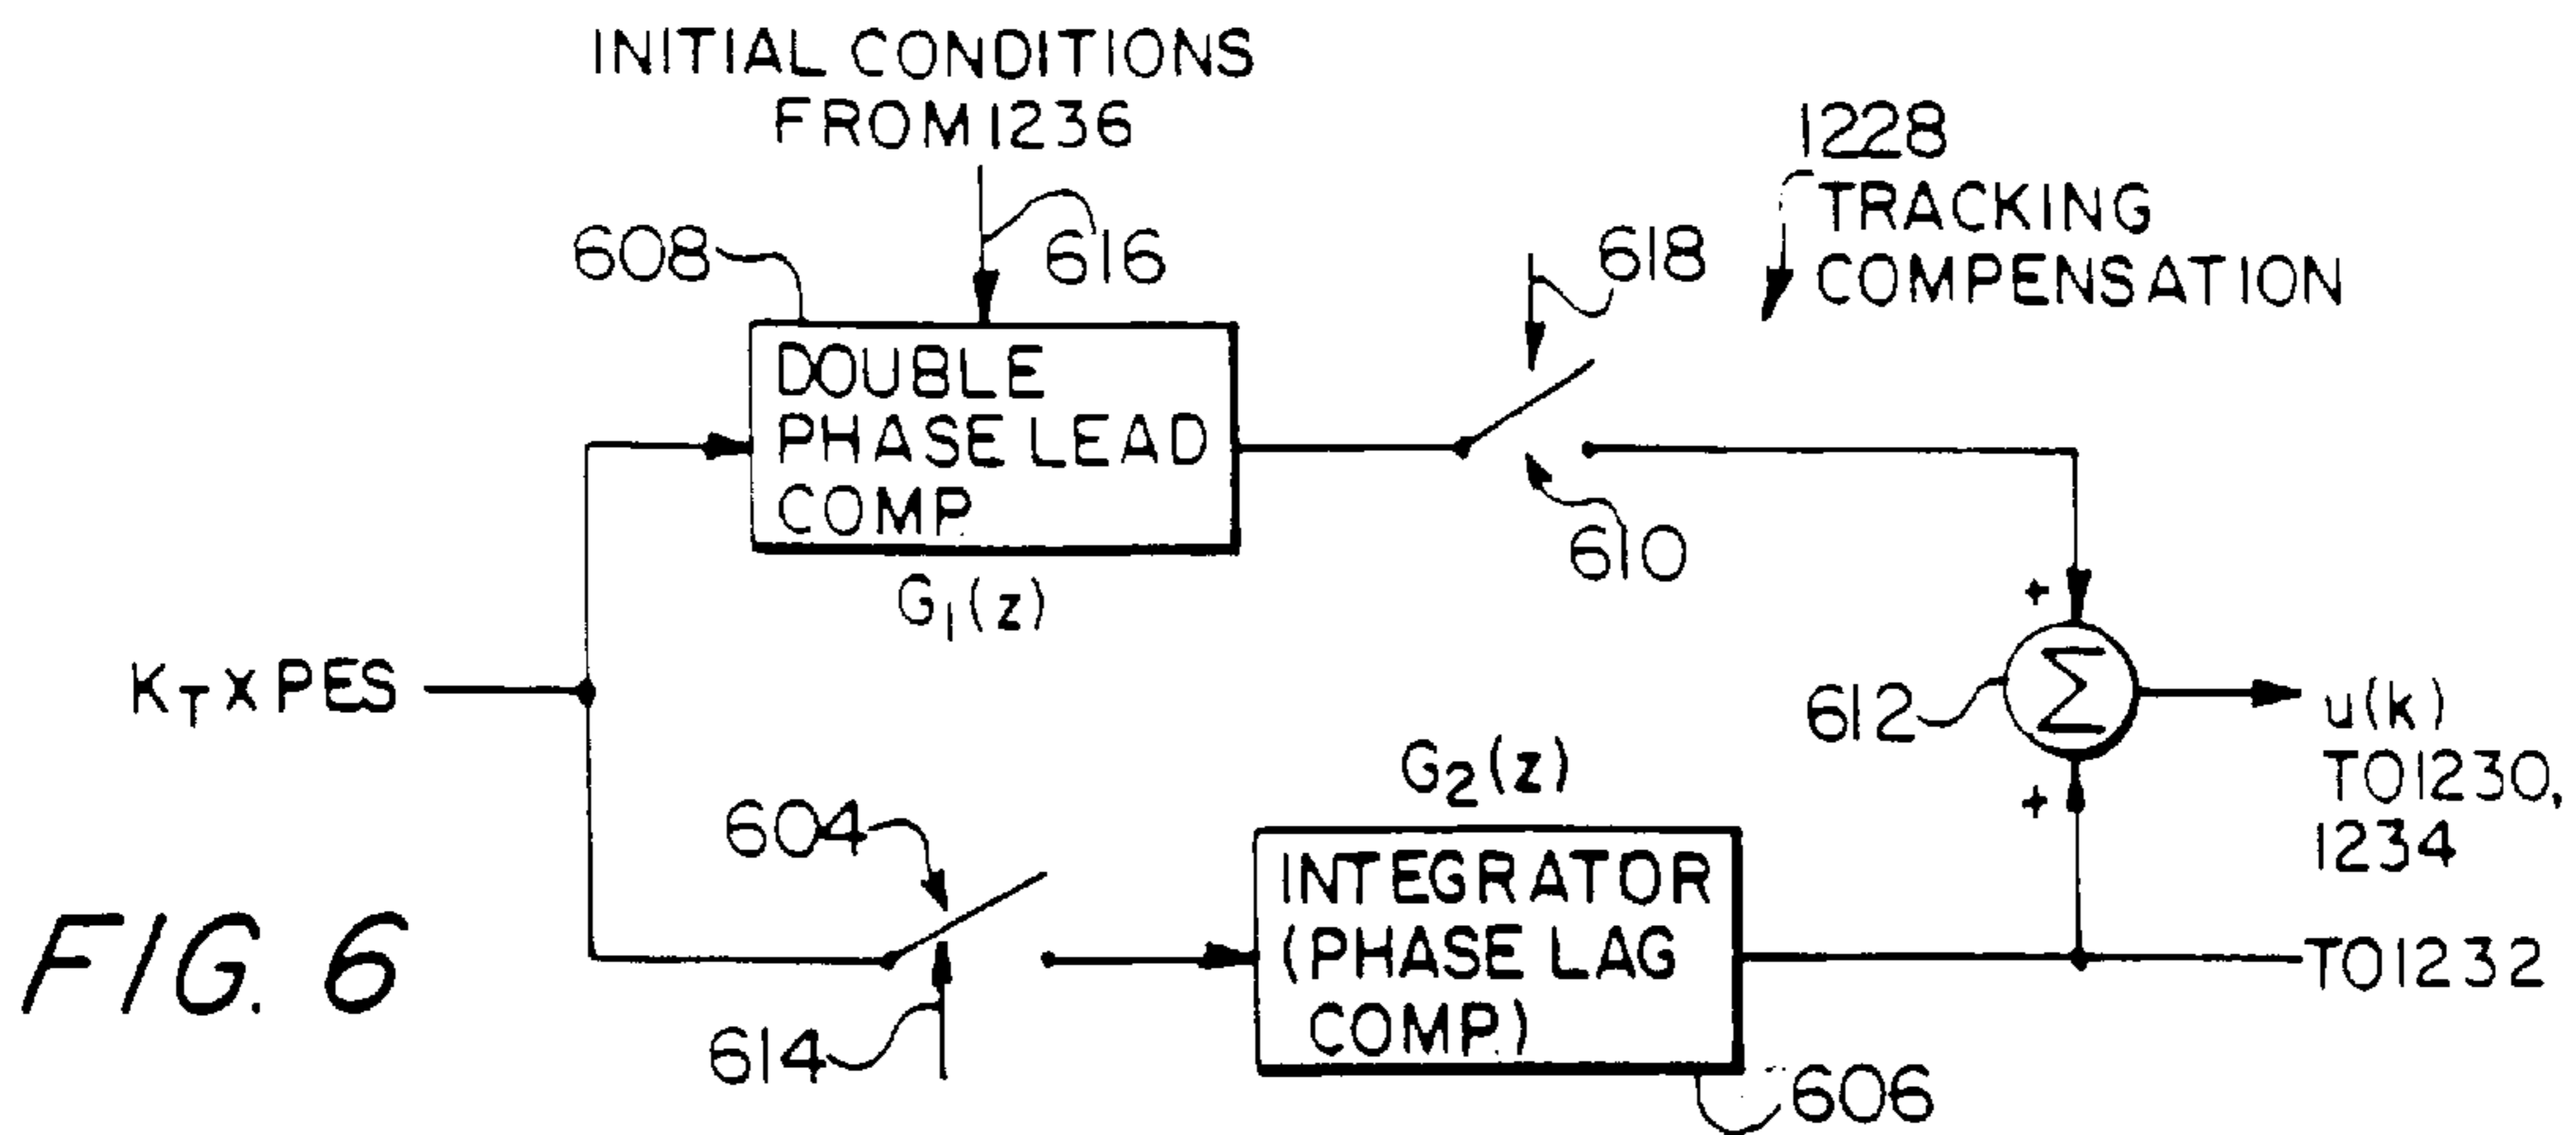 INITIAL CONDITIONS
FROM 1236
1228
TRACKING
COMPENSATION
608
616
618
DOUBLE
PHASE LEAD
COMP
G1(z)
610
KT X PES
+
612
Σ
u(k)
TO 1230,
1234
+
G2(z)
604
INTEGRATOR
(PHASE LAG
COMP.)
TO 1232
614
606
FIG. 6